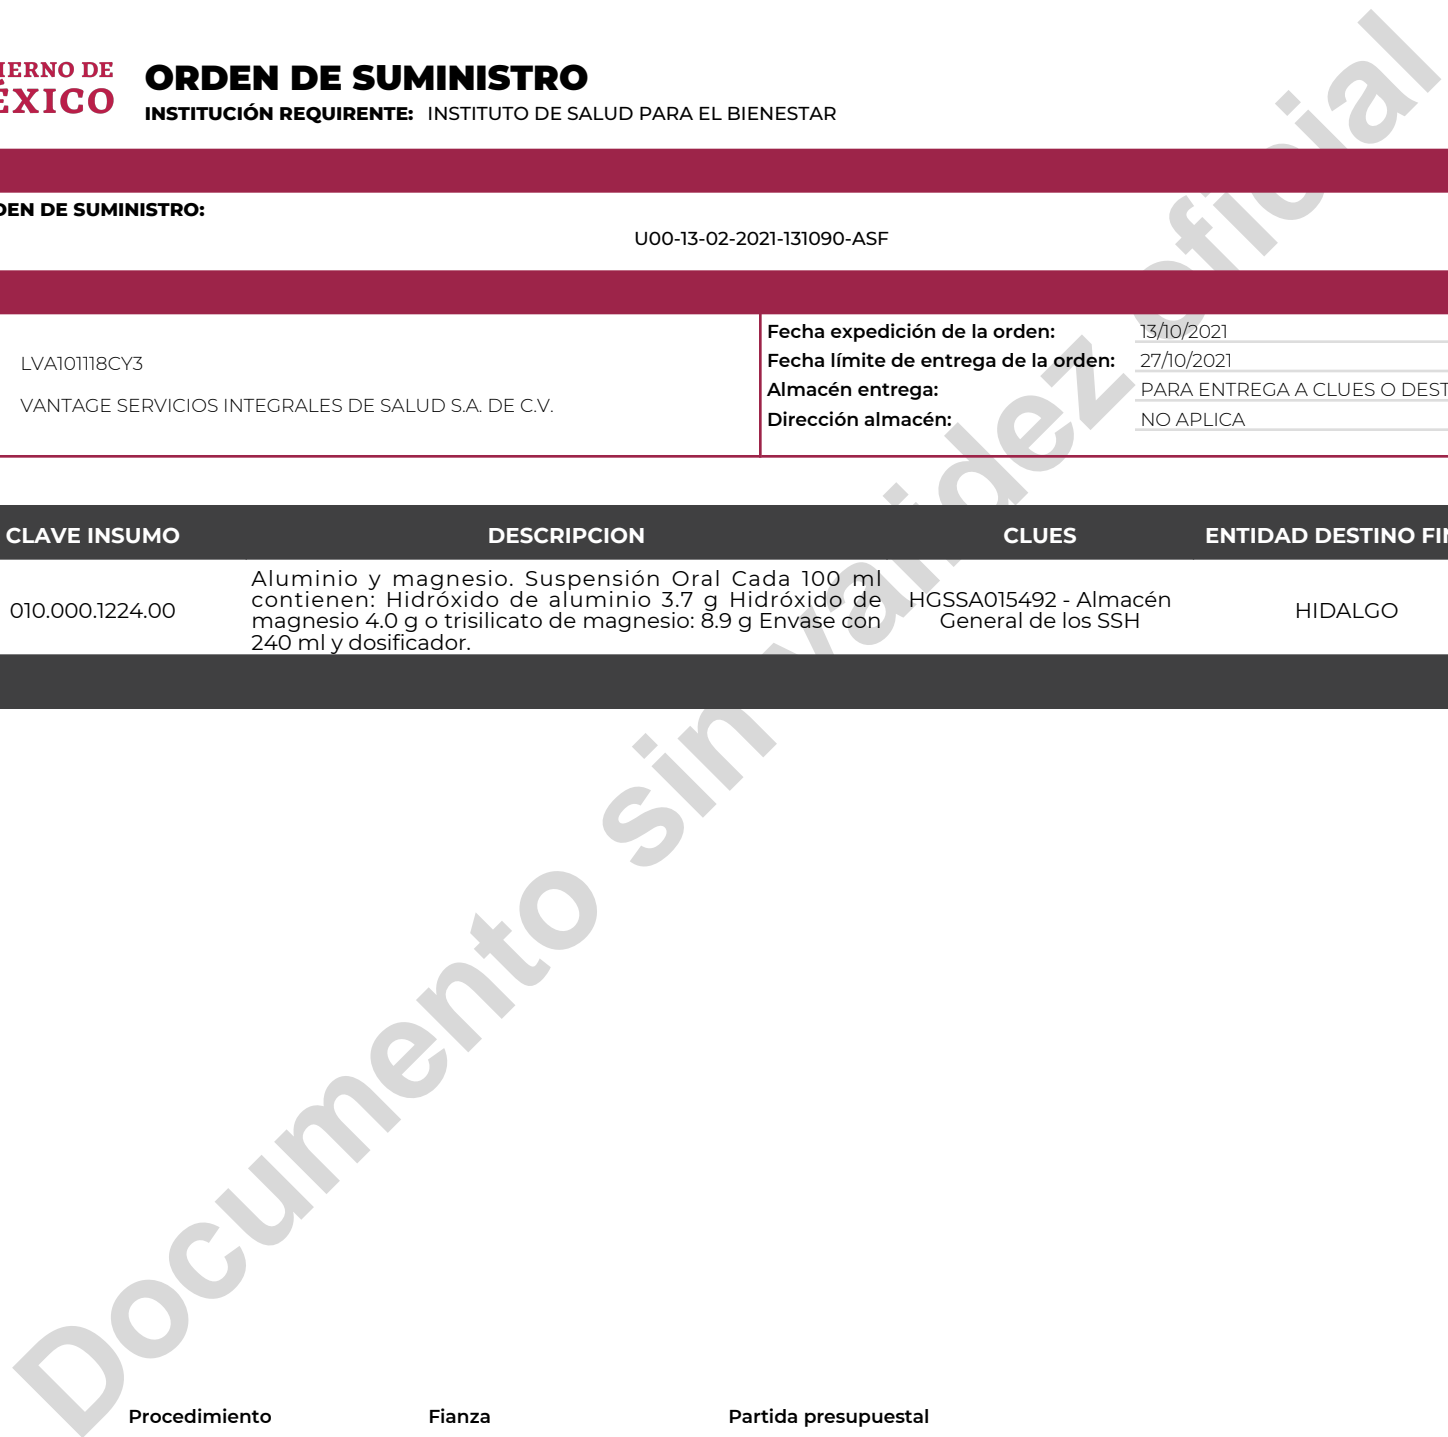 IERNO DE
ÉXICO
ORDEN DE SUMINISTRO
INSTITUCIÓN REQUIRENTE: INSTITUTO DE SALUD PARA EL BIENESTAR
DEN DE SUMINISTRO:
U00-13-02-2021-131090-ASF
LVA101118CY3
VANTAGE SERVICIOS INTEGRALES DE SALUD S.A. DE C.V.
Fecha expedición de la orden: 13/10/2021
Fecha límite de entrega de la orden: 27/10/2021
Almacén entrega: PARA ENTREGA A CLUES O DEST
Dirección almacén: NO APLICA
CLAVE INSUMO DESCRIPCION CLUES ENTIDAD DESTINO FIN
010.000.1224.00
Aluminio y magnesio. Suspensión Oral Cada 100 ml
contienen: Hidróxido de aluminio 3.7 g Hidróxido de
magnesio 4.0 g o trisilicato de magnesio: 8.9 g Envase con
240 ml y dosificador.
HGSSA015492 - Almacén
General de los SSH
HIDALGO
Documento sin validez oficial
Procedimiento Fianza Partida presupuestal